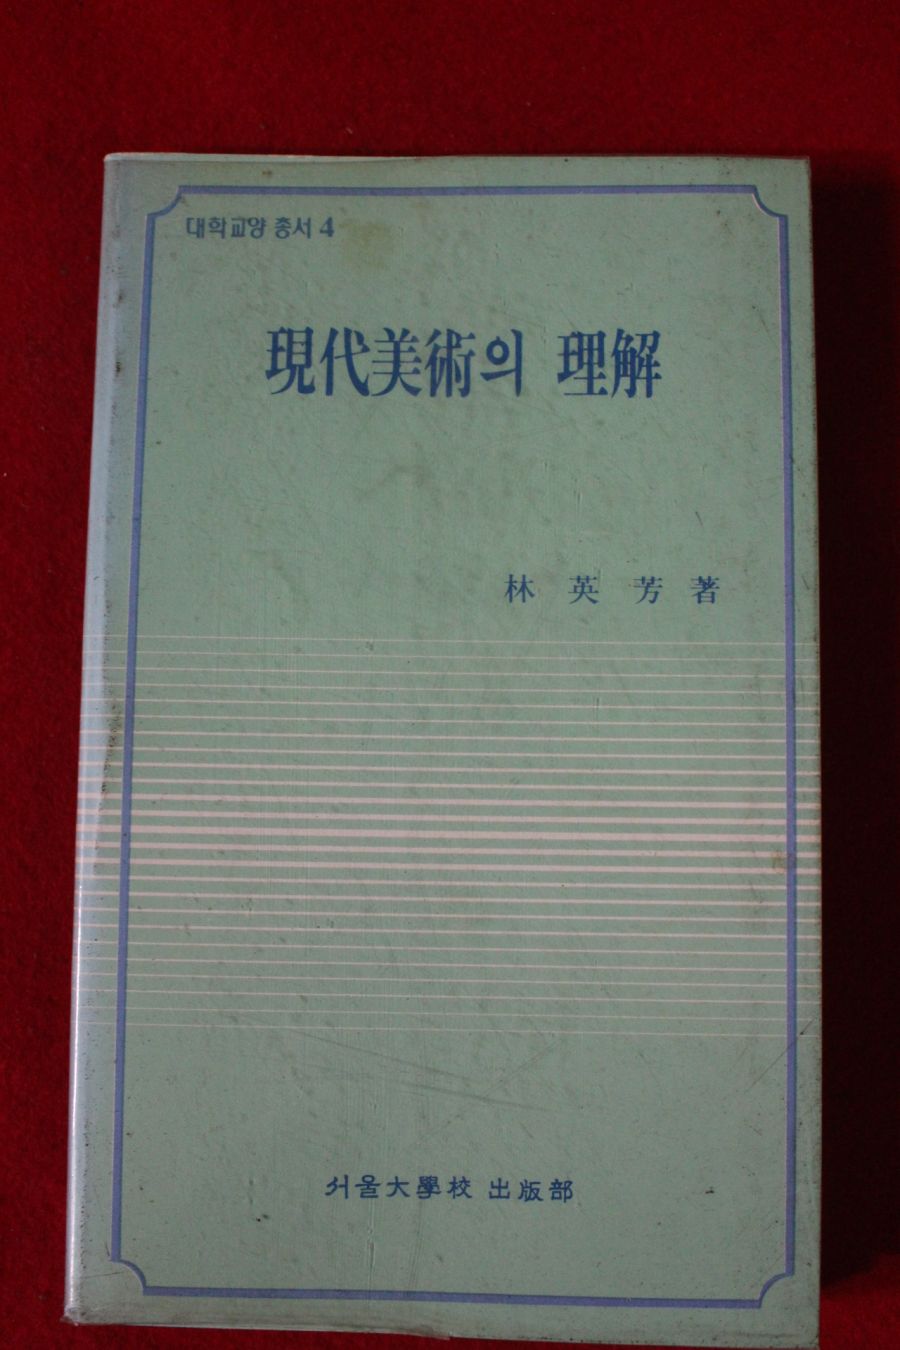 대학교양 총서 4
現代美術의 理解
林 英 芳 著
서울大學校 出版部